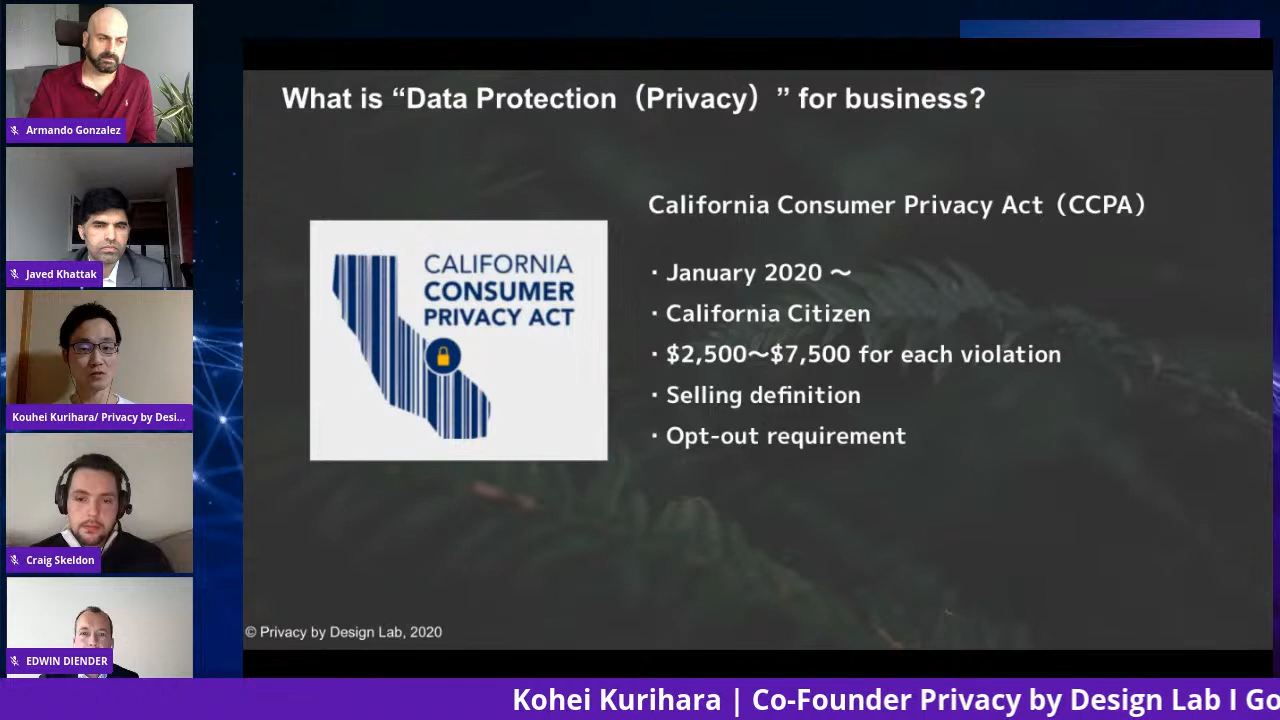 Armando Gonzalez
Javed Khattak
Kouhei Kurihara/ Privacy by Desi...
Craig Skeldon
EDWIN DIENDER
What is “Data Protection（Privacy）” for business?
CALIFORNIA
CONSUMER
PRIVACY ACT
California Consumer Privacy Act（CCPA）
・January 2020 〜
・California Citizen
・$2,500〜$7,500 for each violation
・Selling definition
・Opt-out requirement
© Privacy by Design Lab, 2020
Kohei Kurihara | Co-Founder Privacy by Design Lab I Go